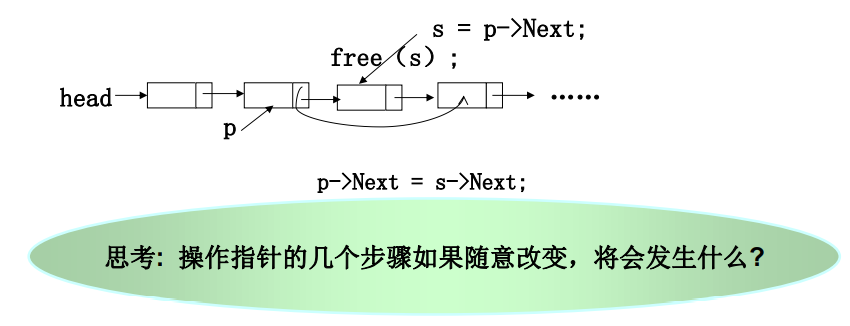 s = p->Next;
free（s）;
head
……
p
p->Next = s->Next;
思考: 操作指针的几个步骤如果随意改变，将会发生什么?